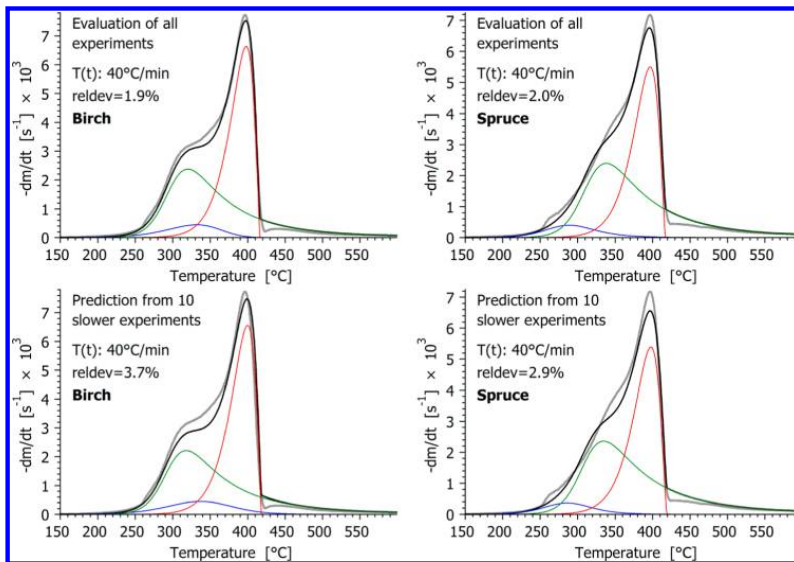 Evaluation of all
experiments
T(t): 40°C/min
reldev=1.9%
Birch
-dm/dt [s⁻¹] × 10³
7
6
5
4
3
2
1
0
150 200 250 300 350 400 450 500 550
Temperature [°C]
Evaluation of all
experiments
T(t): 40°C/min
reldev=2.0%
Spruce
-dm/dt [s⁻¹] × 10³
7
6
5
4
3
2
1
0
150 200 250 300 350 400 450 500 550
Temperature [°C]
Prediction from 10
slower experiments
T(t): 40°C/min
reldev=3.7%
Birch
-dm/dt [s⁻¹] × 10³
7
6
5
4
3
2
1
0
150 200 250 300 350 400 450 500 550
Temperature [°C]
Prediction from 10
slower experiments
T(t): 40°C/min
reldev=2.9%
Spruce
-dm/dt [s⁻¹] × 10³
7
6
5
4
3
2
1
0
150 200 250 300 350 400 450 500 550
Temperature [°C]